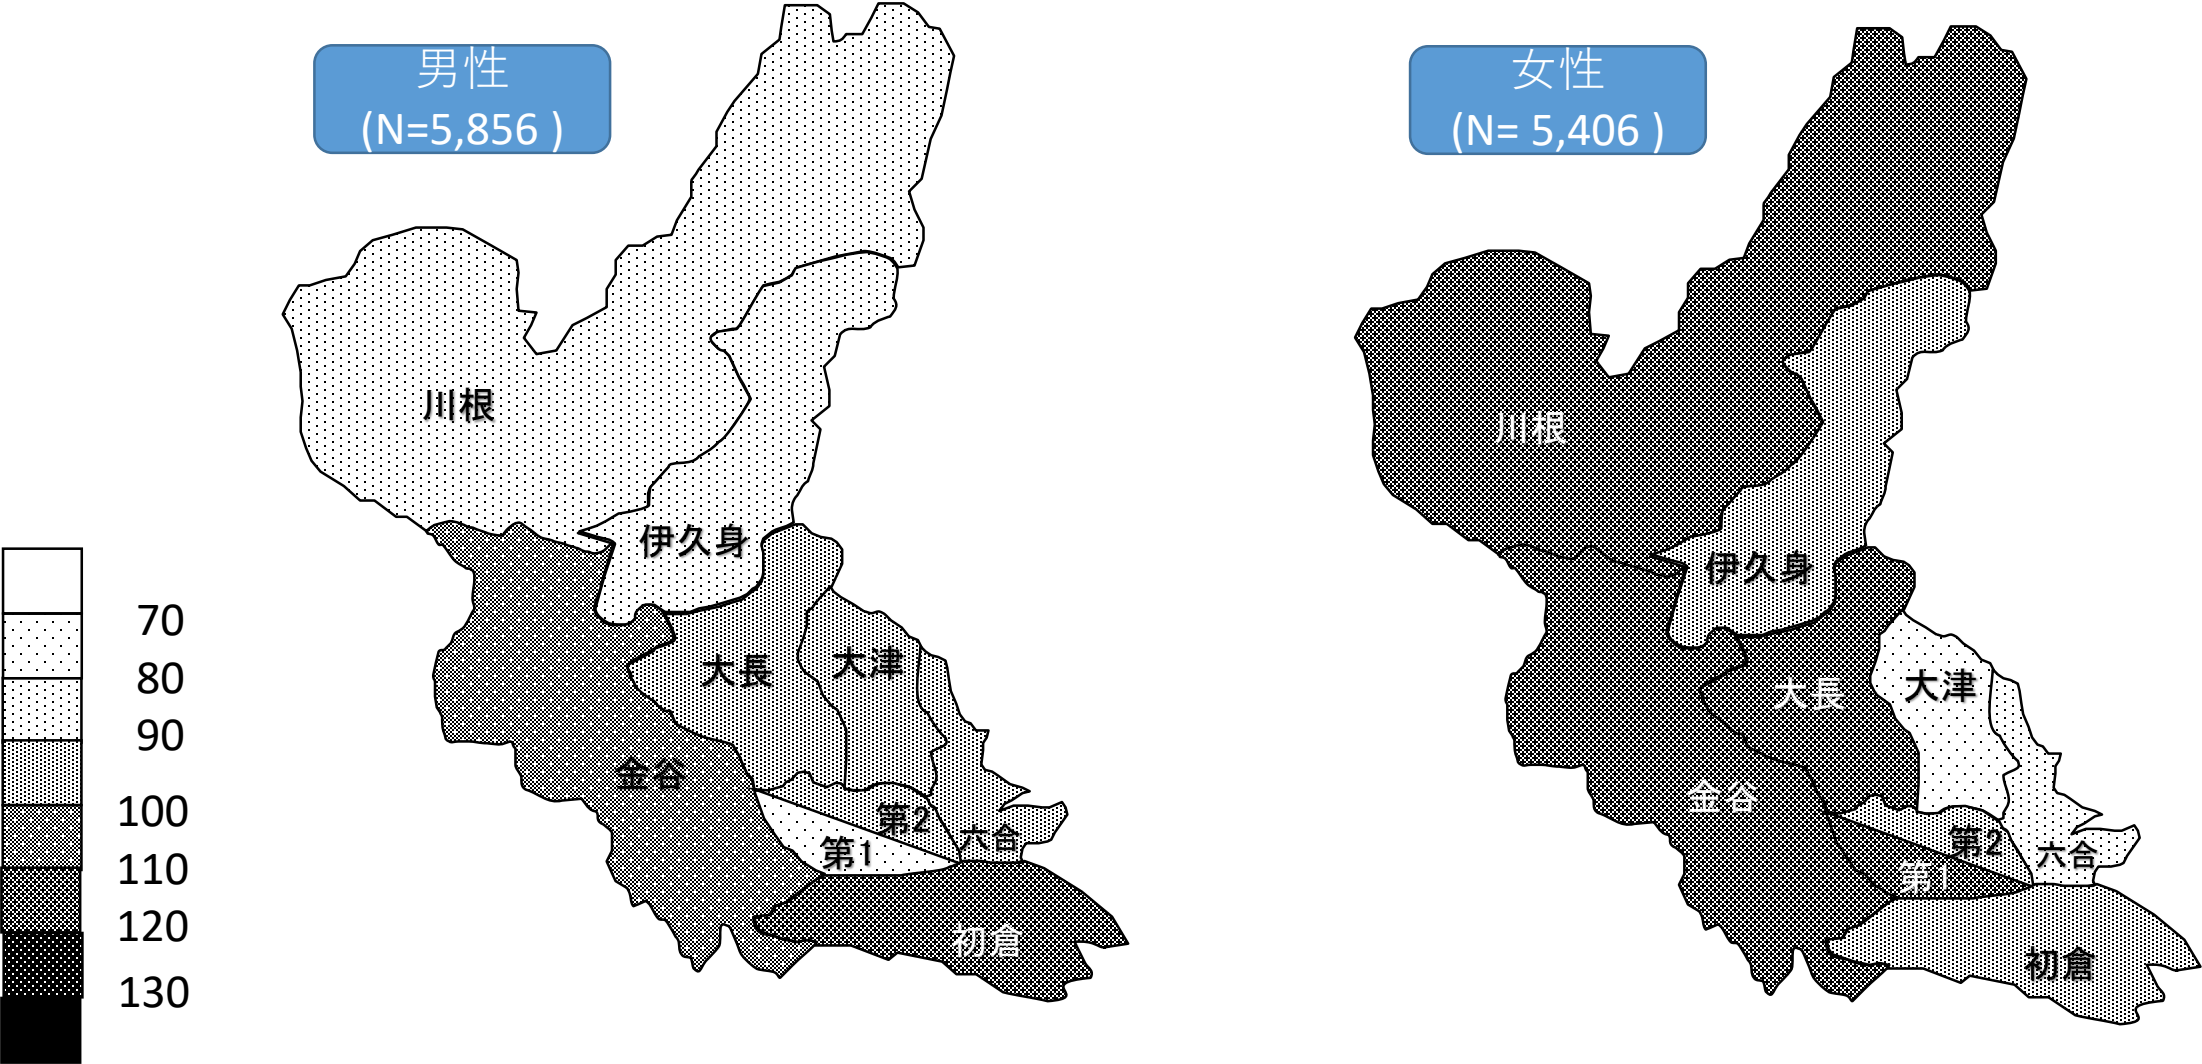 男性
(N=5,856 )
川根
伊久身
大長
大津
金谷
第2
六合
第1
初倉
女性
(N= 5,406 )
川根
伊久身
大長
大津
金谷
第2
六合
第1
初倉
70
80
90
100
110
120
130